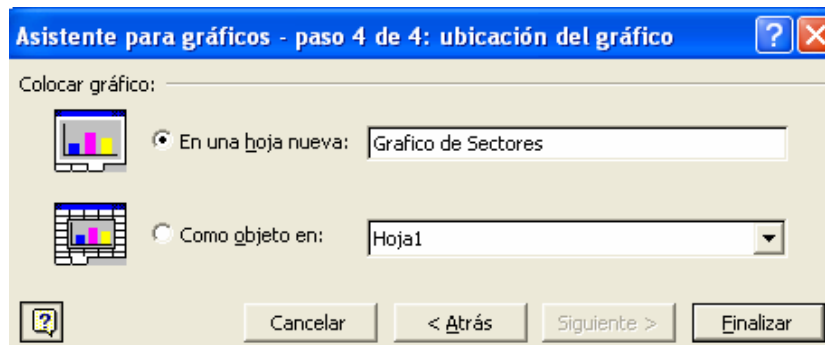 Asistente para gráficos - paso 4 de 4: ubicación del gráfico
Colocar gráfico:
En una hoja nueva: Grafico de Sectores
Como objeto en: Hoja1
Cancelar < Atrás Siguiente > Finalizar